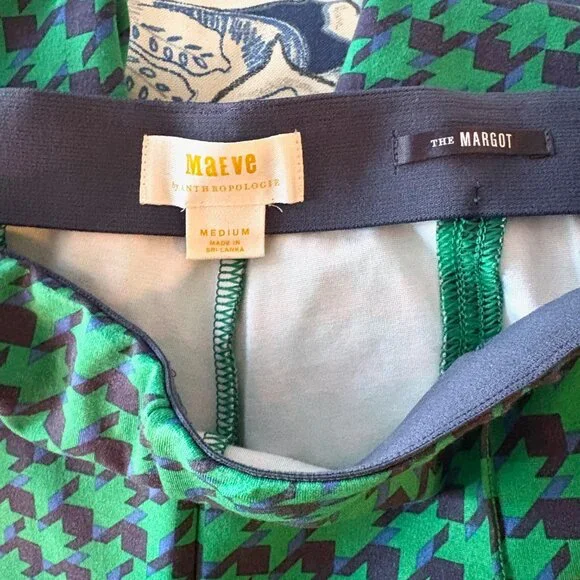 MaEve
by ANTHROPOLOGIE
MEDIUM
MADE IN
SRI LANKA
THE MARGOT